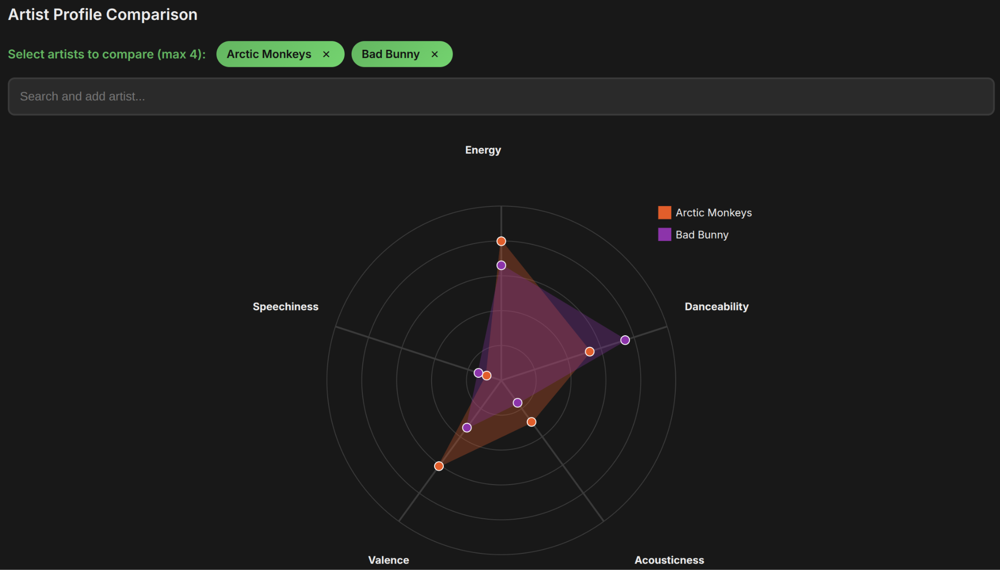 Artist Profile Comparison
Select artists to compare (max 4): Arctic Monkeys × Bad Bunny ×
Search and add artist...
Energy
Arctic Monkeys
Bad Bunny
Speechiness
Danceability
Valence
Acousticness